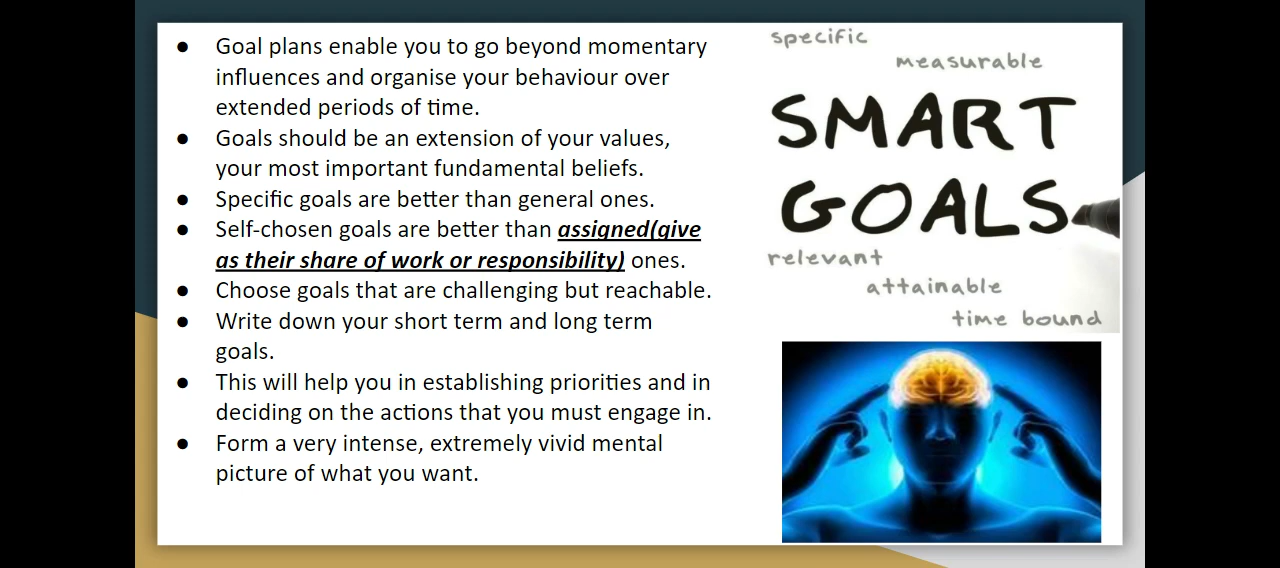 ● Goal plans enable you to go beyond momentary
influences and organise your behaviour over
extended periods of time.
● Goals should be an extension of your values,
your most important fundamental beliefs.
● Specific goals are better than general ones.
● Self-chosen goals are better than assigned(give
as their share of work or responsibility) ones.
● Choose goals that are challenging but reachable.
● Write down your short term and long term
goals.
● This will help you in establishing priorities and in
deciding on the actions that you must engage in.
● Form a very intense, extremely vivid mental
picture of what you want.
specific
measurable
SMART
GOALS
relevant
attainable
time bound